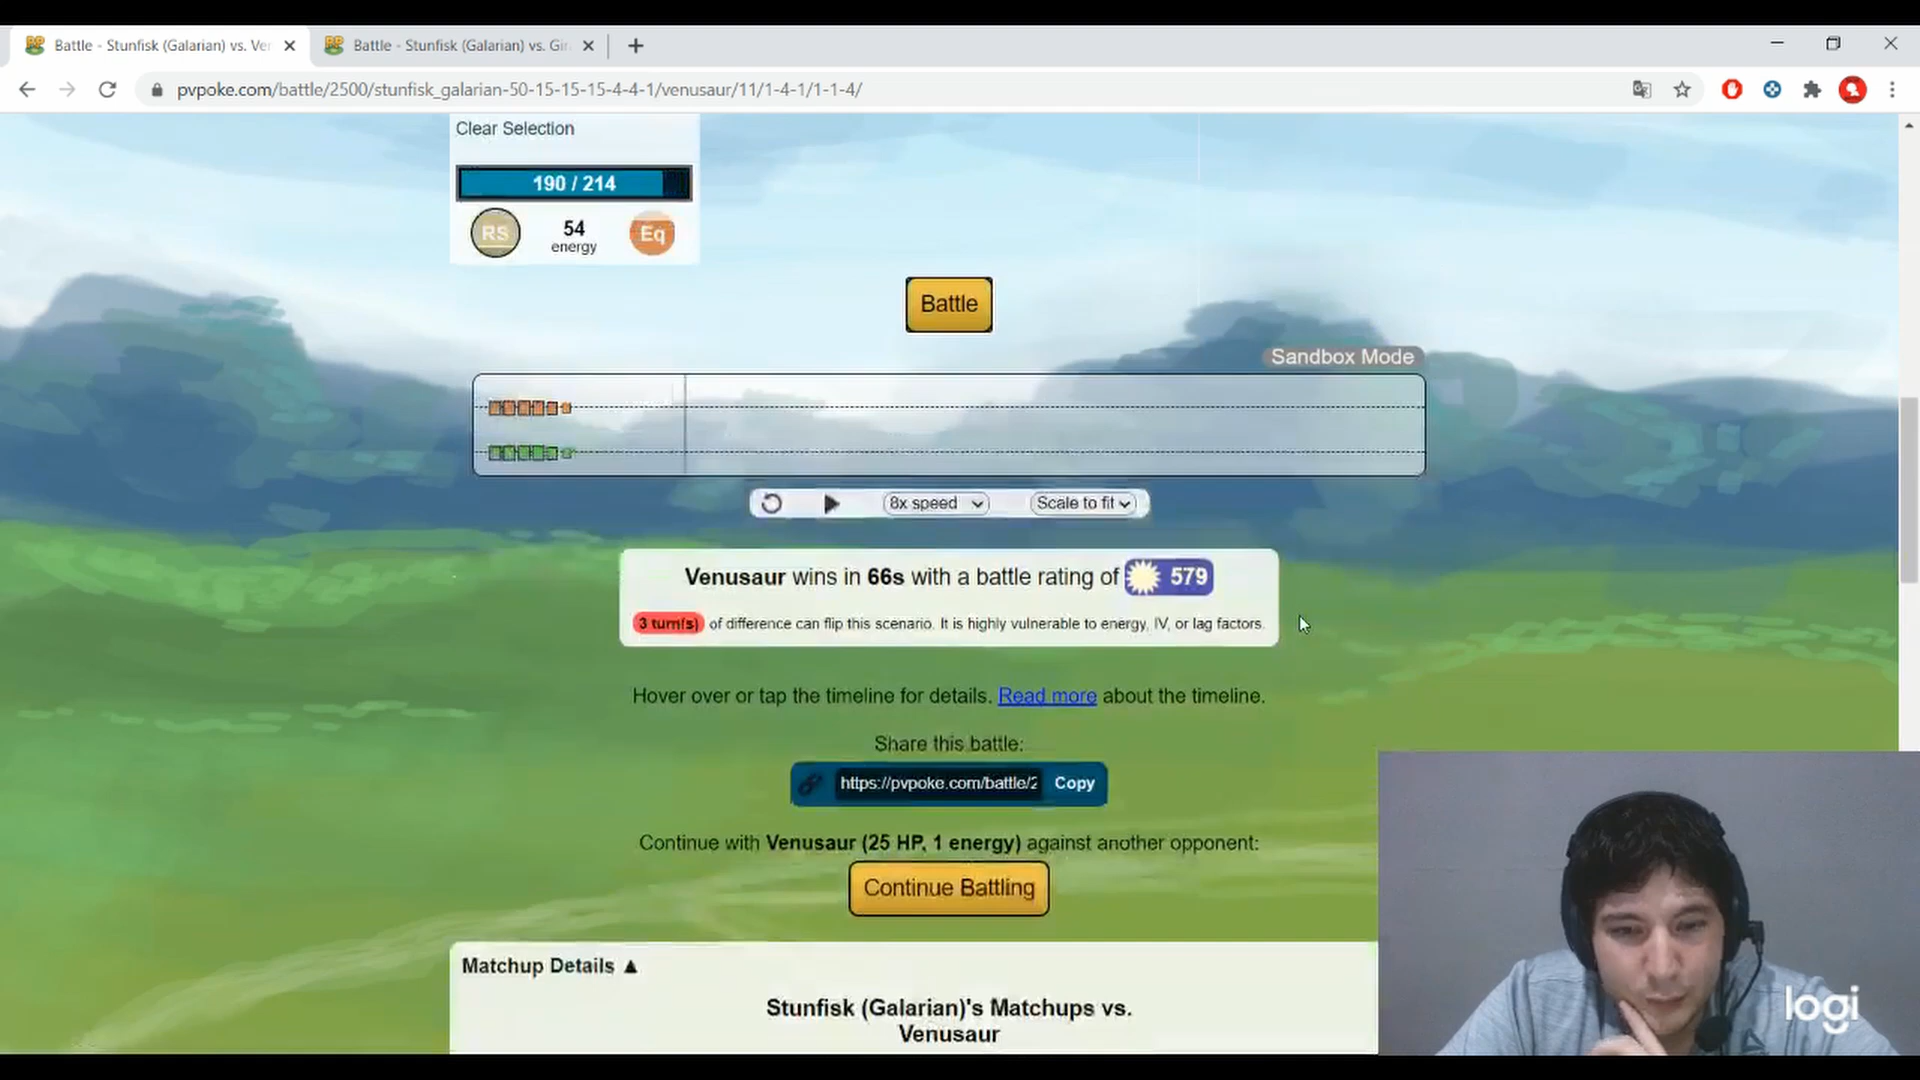 Battle - Stunfisk (Galarian) vs. Ver
Battle - Stunfisk (Galarian) vs. Gir
pvpoke.com/battle/2500/stunfisk_galarian-50-15-15-15-4-4-1/venusaur/11/1-4-1/1-1-4/
Clear Selection
190 / 214
RS
54
energy
Eq
Battle
Sandbox Mode
8x speed
Scale to fit
Venusaur wins in 66s with a battle rating of 579
3 turn(s) of difference can flip this scenario. It is highly vulnerable to energy, IV, or lag factors.
Hover over or tap the timeline for details. Read more about the timeline.
Share this battle:
https://pvpoke.com/battle/2
Copy
Continue with Venusaur (25 HP, 1 energy) against another opponent:
Continue Battling
Matchup Details ▲
Stunfisk (Galarian)'s Matchups vs.
Venusaur
logi